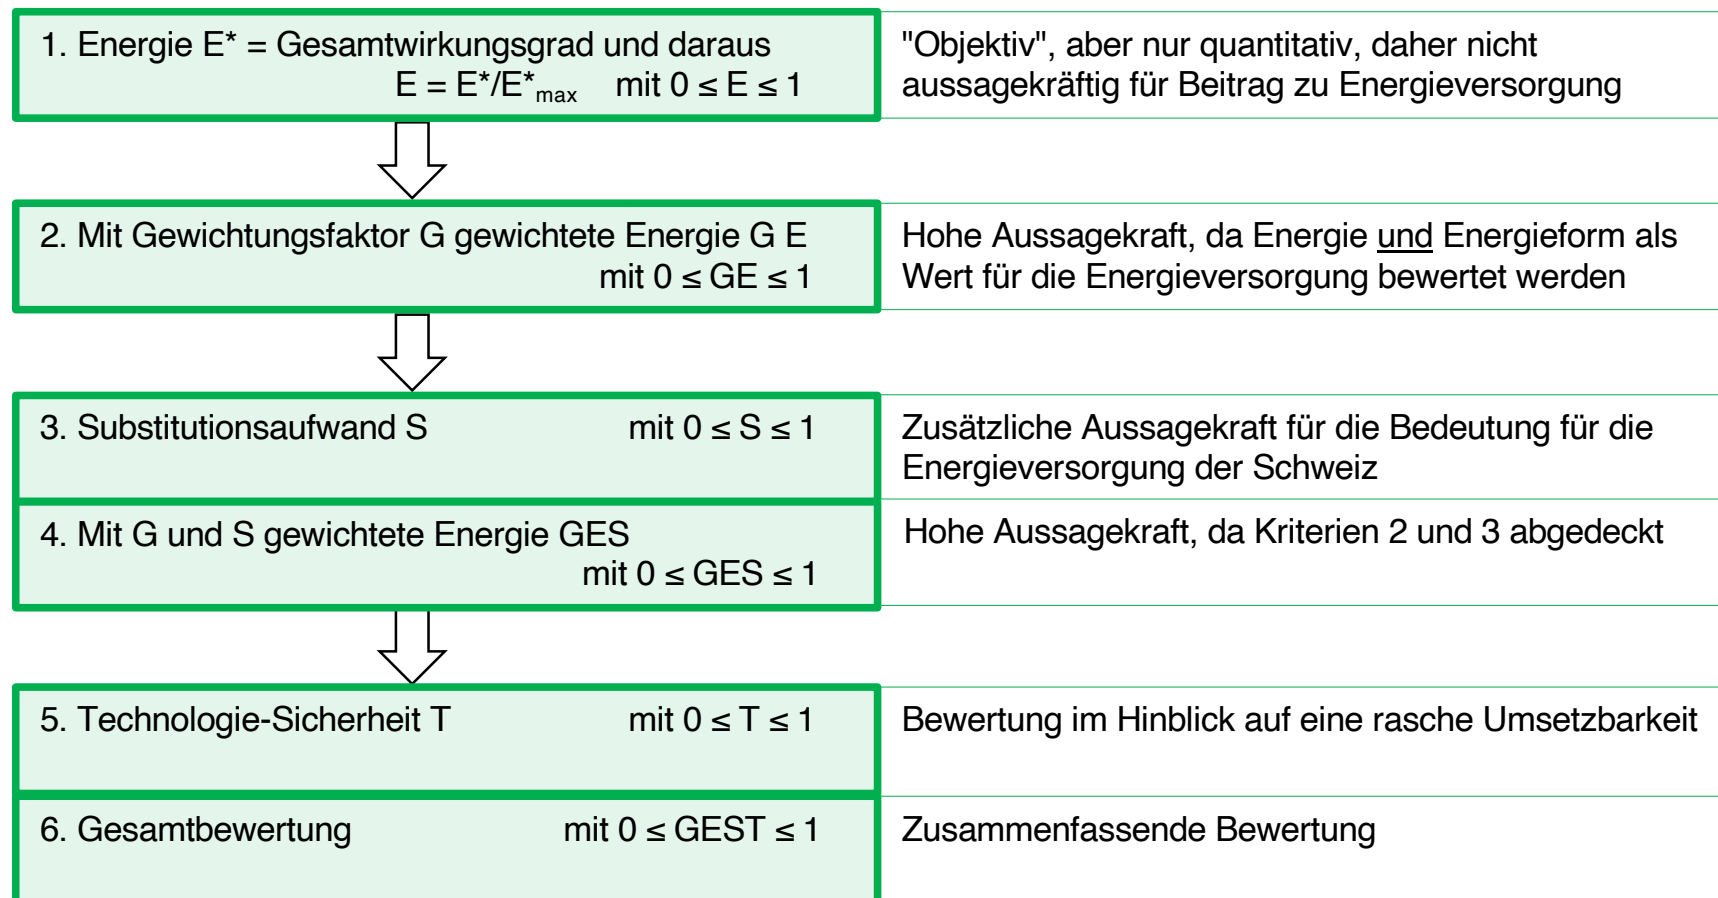 1. Energie E* = Gesamtwirkungsgrad und daraus
E = E*/E*max mit 0 ≤ E ≤ 1
"Objektiv", aber nur quantitativ, daher nicht
aussagekräftig für Beitrag zu Energieversorgung
2. Mit Gewichtungsfaktor G gewichtete Energie G E
mit 0 ≤ GE ≤ 1
Hohe Aussagekraft, da Energie und Energieform als
Wert für die Energieversorgung bewertet werden
3. Substitutionsaufwand S mit 0 ≤ S ≤ 1
Zusätzliche Aussagekraft für die Bedeutung für die
Energieversorgung der Schweiz
4. Mit G und S gewichtete Energie GES
mit 0 ≤ GES ≤ 1
Hohe Aussagekraft, da Kriterien 2 und 3 abgedeckt
5. Technologie-Sicherheit T mit 0 ≤ T ≤ 1
Bewertung im Hinblick auf eine rasche Umsetzbarkeit
6. Gesamtbewertung mit 0 ≤ GEST ≤ 1
Zusammenfassende Bewertung